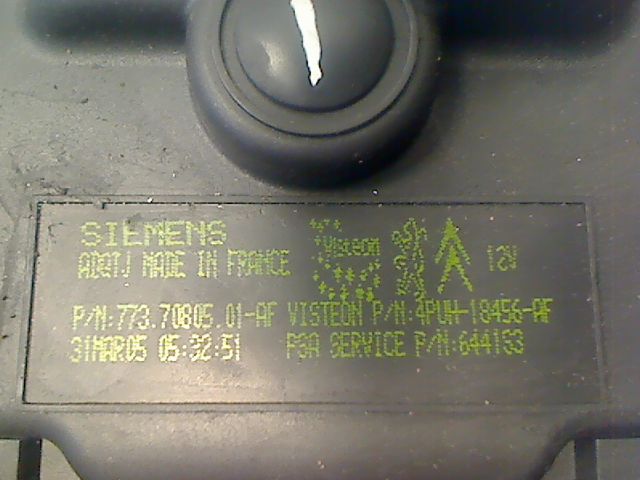 SIEMENS
ADGTJ MADE IN FRANCE
Visteon
12V
P/N:773.70805.01-AF VISTEON P/N:4PUH-18456-AF
31MAR05 05:32:51 PSA SERVICE P/N:6441S3